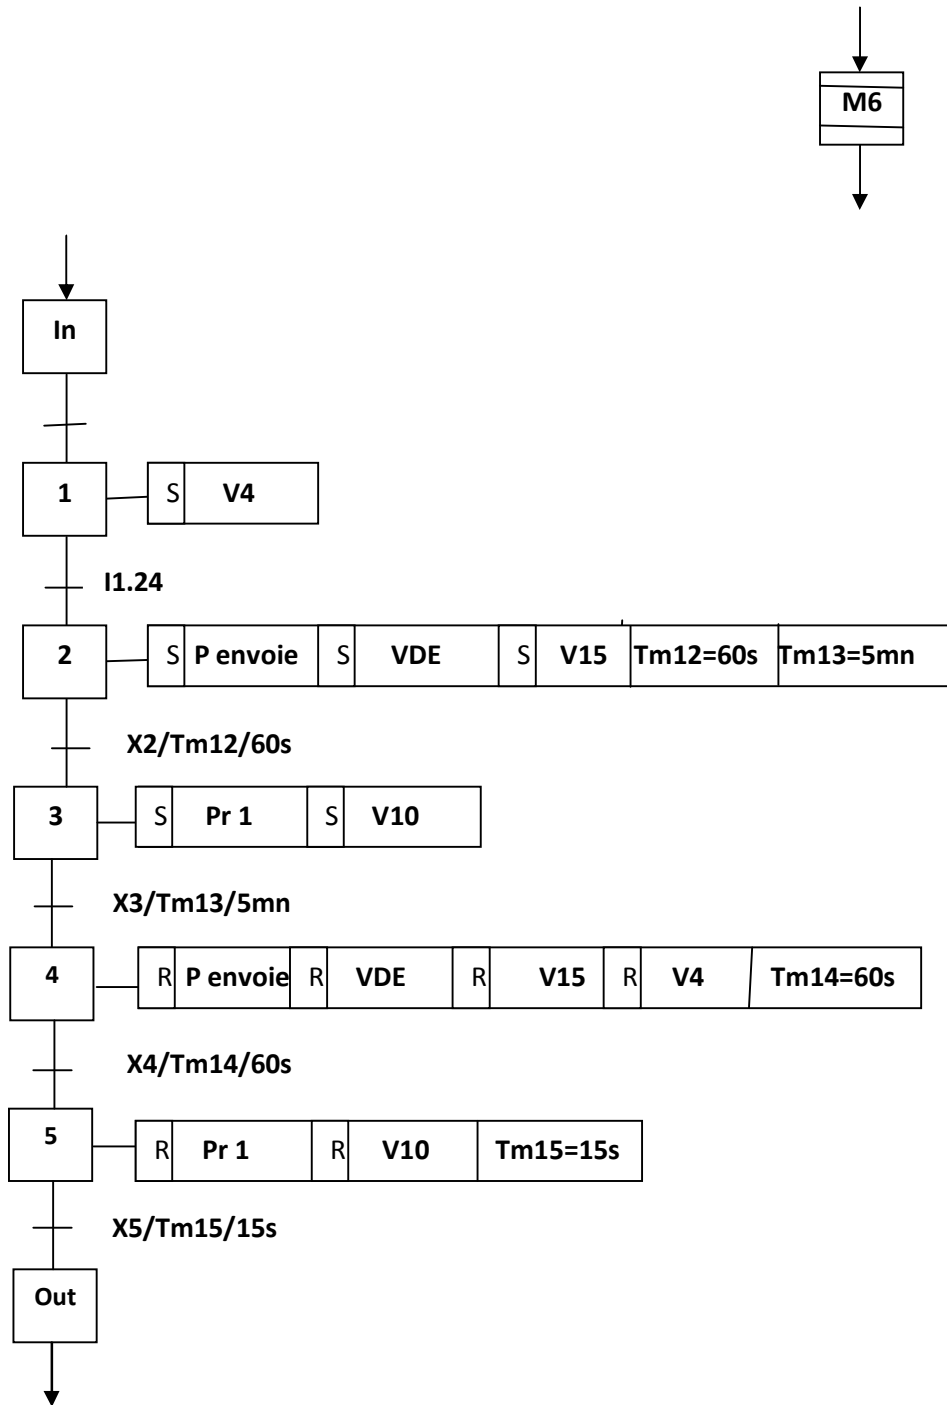 M6
In
1 S V4
I1.24
2 S P envoie S VDE S V15 Tm12=60s Tm13=5mn
X2/Tm12/60s
3 S Pr 1 S V10
X3/Tm13/5mn
4 R P envoie R VDE R V15 R V4 Tm14=60s
X4/Tm14/60s
5 R Pr 1 R V10 Tm15=15s
X5/Tm15/15s
Out